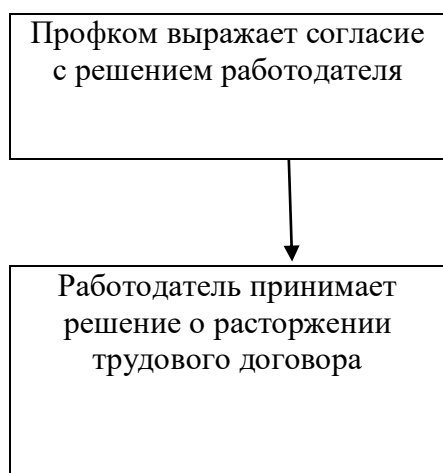 Профком выражает согласие
с решением работодателя
Работодатель принимает
решение о расторжении
трудового договора